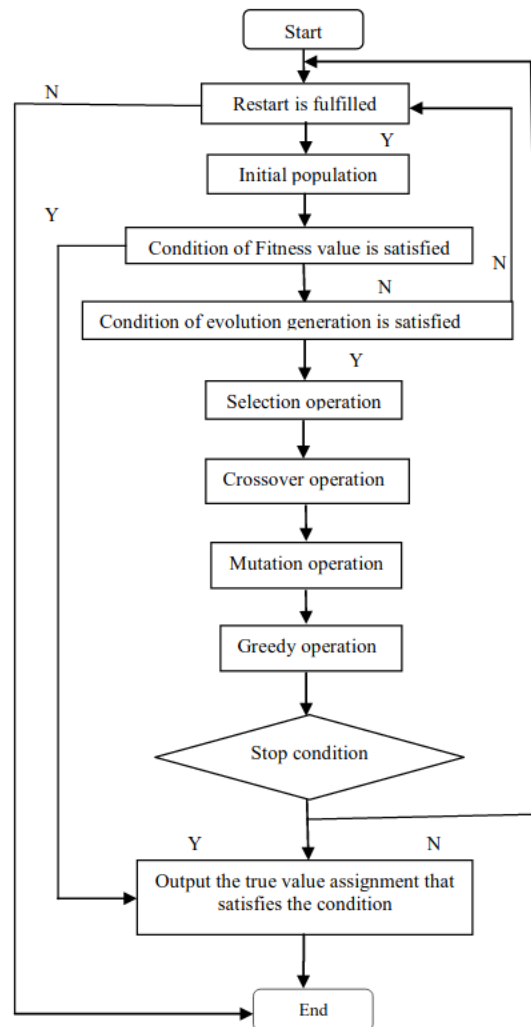 Start
N
Restart is fulfilled
Y
Initial population
Y
Condition of Fitness value is satisfied
N
N
Condition of evolution generation is satisfied
Y
Selection operation
Crossover operation
Mutation operation
Greedy operation
Stop condition
Y
N
Output the true value assignment that
satisfies the condition
End